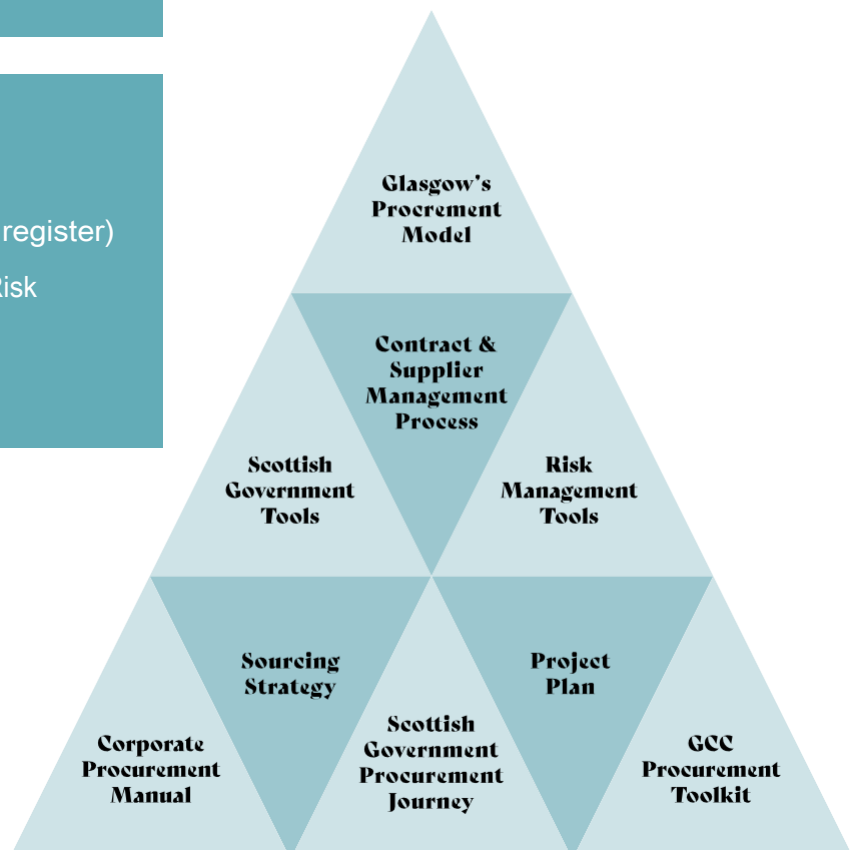 register)
Risk
Glasgow's
Procrement
Model
Contract &
Supplier
Management
Process
Scottish
Government
Tools
Risk
Management
Tools
Sourcing
Strategy
Project
Plan
Corporate
Procurement
Manual
Scottish
Government
Procurement
Journey
GCC
Procurement
Toolkit